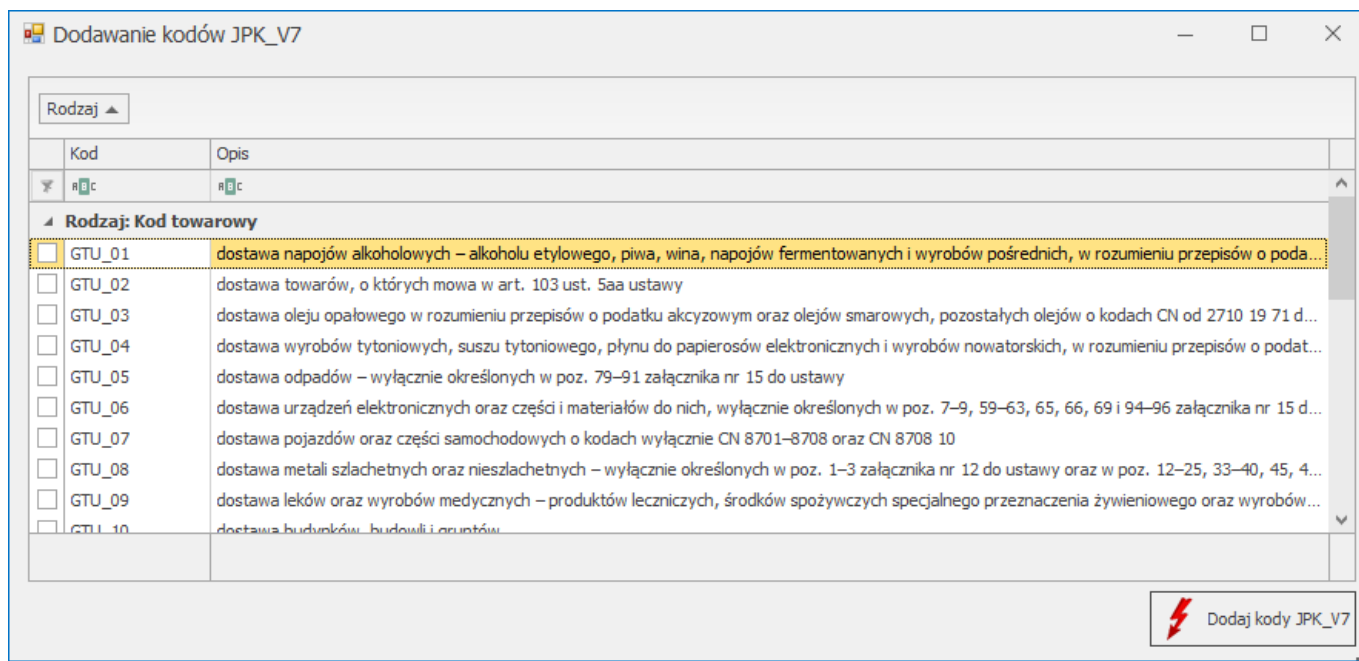 Dodawanie kodów JPK_V7
Rodzaj
Kod Opis
ABC ABC
Rodzaj: Kod towarowy
GTU_01 dostawa napojów alkoholowych – alkoholu etylowego, piwa, wina, napojów fermentowanych i wyrobów pośrednich, w rozumieniu przepisów o poda...
GTU_02 dostawa towarów, o których mowa w art. 103 ust. 5aa ustawy
GTU_03 dostawa oleju opałowego w rozumieniu przepisów o podatku akcyzowym oraz olejów smarowych, pozostałych olejów o kodach CN od 2710 19 71 d...
GTU_04 dostawa wyrobów tytoniowych, suszu tytoniowego, płynu do papierosów elektronicznych i wyrobów nowatorskich, w rozumieniu przepisów o podat...
GTU_05 dostawa odpadów – wyłącznie określonych w poz. 79–91 załącznika nr 15 do ustawy
GTU_06 dostawa urządzeń elektronicznych oraz części i materiałów do nich, wyłącznie określonych w poz. 7–9, 59–63, 65, 66, 69 i 94–96 załącznika nr 15 d...
GTU_07 dostawa pojazdów oraz części samochodowych o kodach wyłącznie CN 8701–8708 oraz CN 8708 10
GTU_08 dostawa metali szlachetnych oraz nieszlachetnych – wyłącznie określonych w poz. 1–3 załącznika nr 12 do ustawy oraz w poz. 12–25, 33–40, 45, 4...
GTU_09 dostawa leków oraz wyrobów medycznych – produktów leczniczych, środków spożywczych specjalnego przeznaczenia żywieniowego oraz wyrobów...
GTU_10 dostawa budynków, budowli i gruntów
Dodaj kody JPK_V7